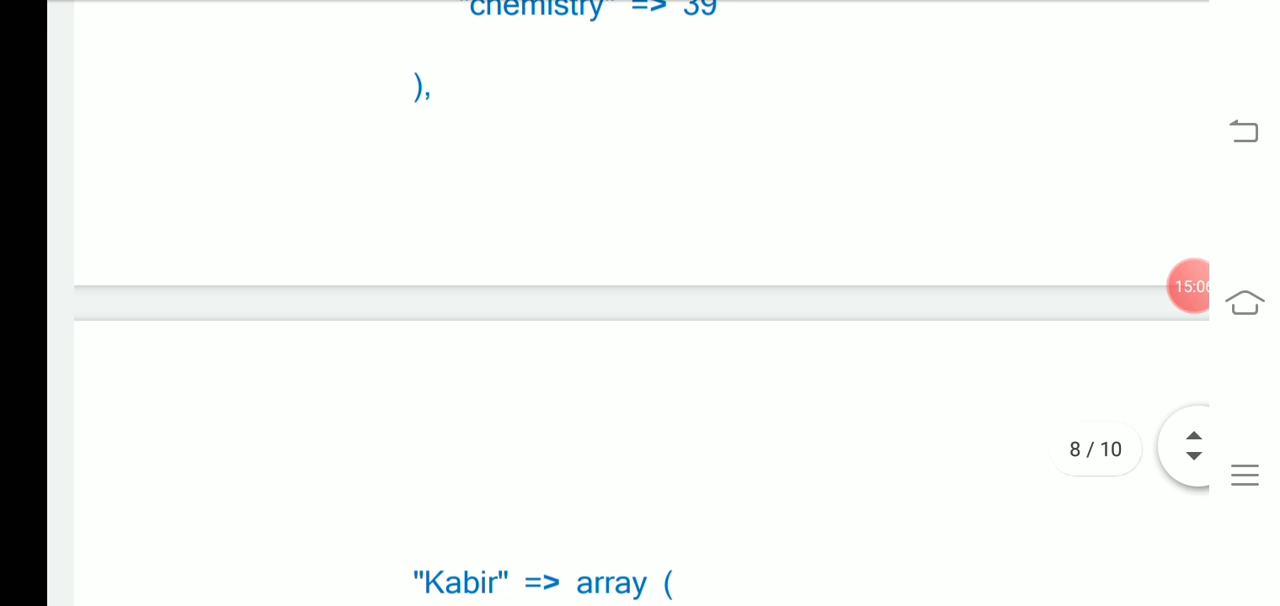 "chemistry" => 39
),
15:06
8 / 10
"Kabir" => array (